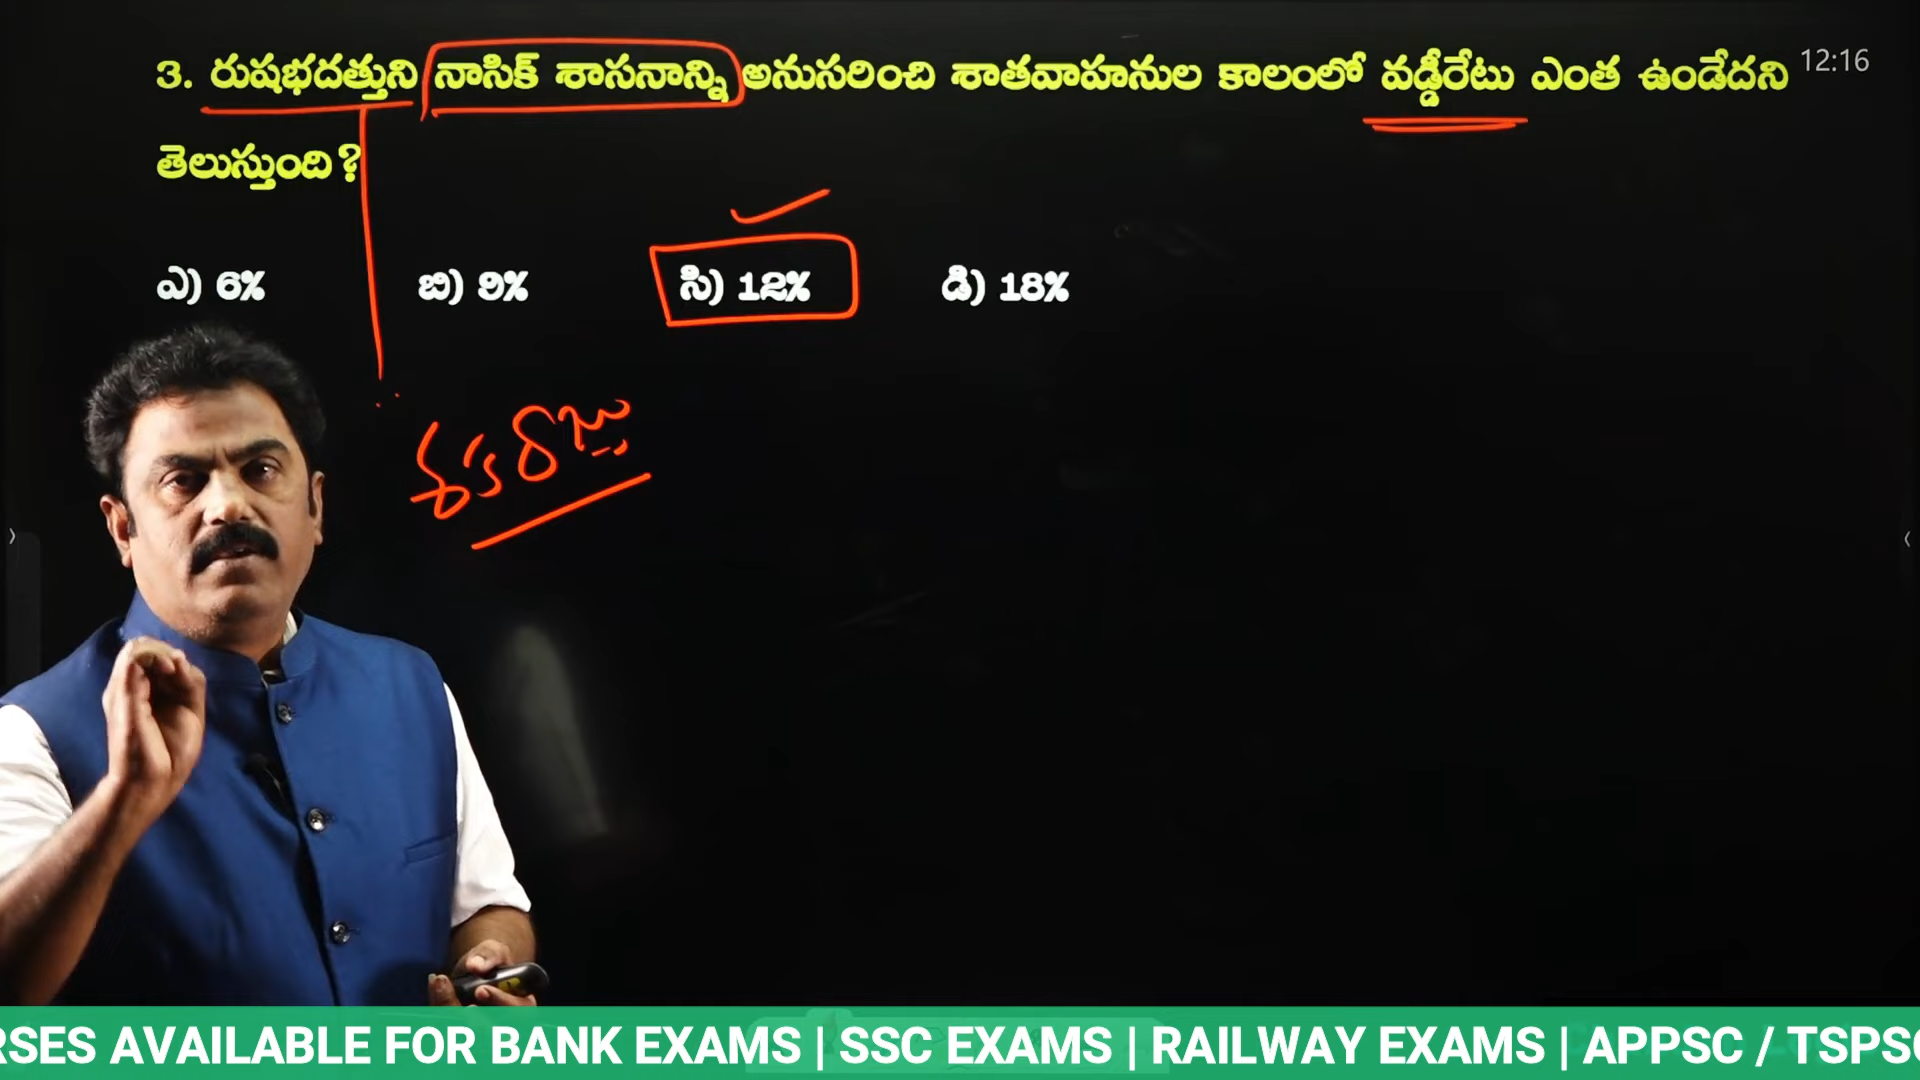 3. రుషభదత్తుని నాసిక్ శాసనాన్ని అనుసరించి శాతవాహనుల కాలంలో వడ్డీరేటు ఎంత ఉండేదని
12:16
తెలుస్తుంది?
ఎ) 6% బి) 9% సి) 12% డి) 18%
RSES AVAILABLE FOR BANK EXAMS | SSC EXAMS | RAILWAY EXAMS | APPSC / TSPSC